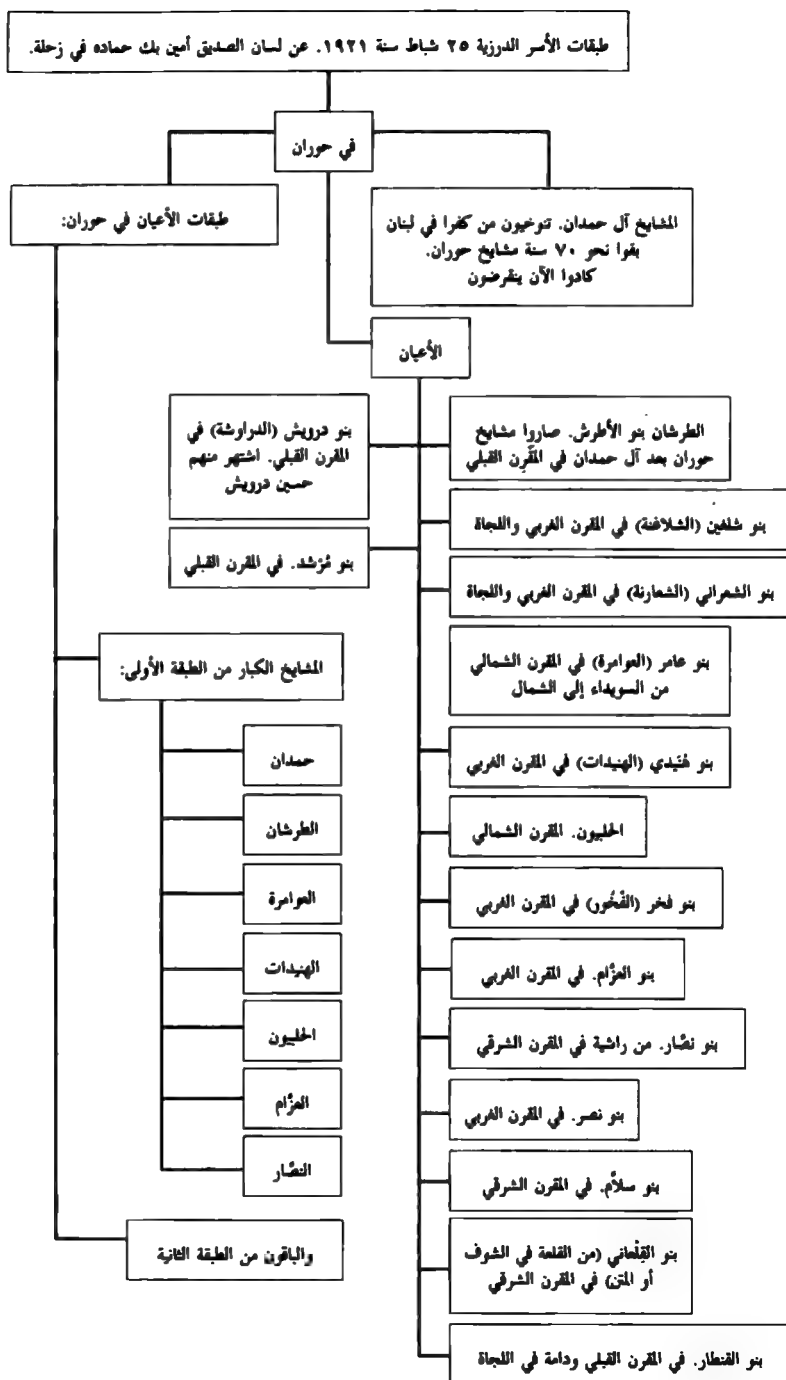 طبقات الأسر الدرزية ٢٥ شباط سنة ١٩٢١. عن لسان الصديق أمين بك حماده في زحلة.
في حوران
المشايخ آل حمدان. تنوخيون من كفرا في لبنان
بقوا نحو ٧٠ سنة مشايخ حوران.
كادوا الآن ينقرضون
طبقات الأعيان في حوران:
الأعيان
الطرشان بنو الأطرش. صاروا مشايخ
حوران بعد آل حمدان في المَقْرِن القبلي
بنو درويش (الدراوشة) في
المقرن القبلي. اشتهر منهم
حسين درويش
بنو شلغين (الشلاغنة) في المقرن الغربي واللجاة
بنو مُرْشد. في المقرن القبلي
بنو الشعراني (الشعارنة) في المقرن الغربي واللجاة
بنو عامر (العوامرة) في المقرن الشمالي
من السويداء إلى الشمال
بنو هُنَيدي (الهنيدات) في المقرن الغربي
الحلبيون. المقرن الشمالي
بنو فخر (الفُخُور) في المقرن الغربي
بنو العزَّام. في المقرن الغربي
بنو نصَّار. من راشية في المقرن الشرقي
بنو نصر. في المقرن الغربي
بنو سلاَّم. في المقرن الشرقي
بنو القِلْعاني (من القلعة في الشوف
أو المتن) في المقرن الشرقي
بنو القنطار. في المقرن القبلي ودامة في اللجاة
المشايخ الكبار من الطبقة الأولى:
حمدان
الطرشان
العوامرة
الهنيدات
الحلبيون
العزَّام
النصَّار
والباقون من الطبقة الثانية